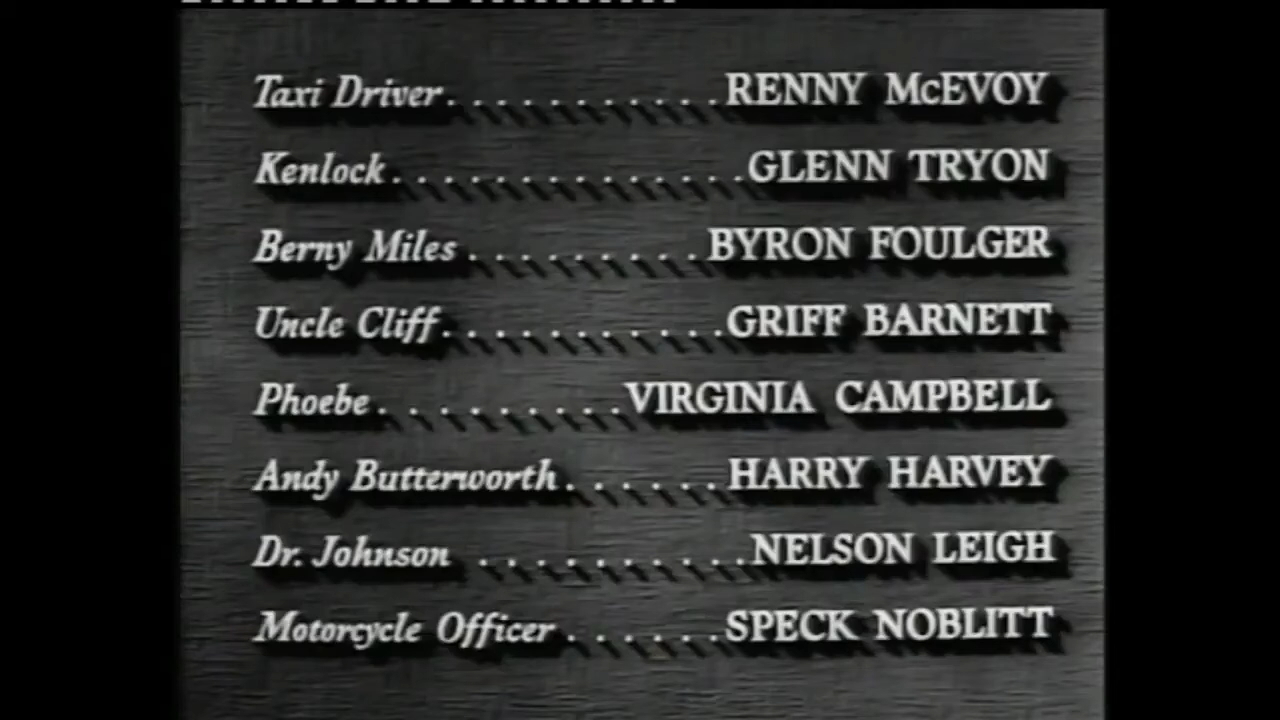 Taxi Driver . . . . . . . . . . . RENNY McEVOY
Kenlock . . . . . . . . . . . . . . GLENN TRYON
Berny Miles . . . . . . . . . BYRON FOULGER
Uncle Cliff . . . . . . . . . . . GRIFF BARNETT
Phoebe . . . . . . . . . VIRGINIA CAMPBELL
Andy Butterworth . . . . . . HARRY HARVEY
Dr. Johnson . . . . . . . . . . NELSON LEIGH
Motorcycle Officer . . . . . . SPECK NOBLITT